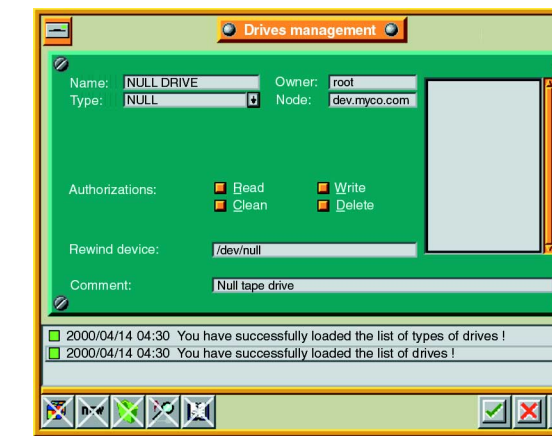 Drives management
Name: NULL DRIVE Owner: root
Type: NULL Node: dev.myco.com
Authorizations: Read Write
Clean Delete
Rewind device: /dev/null
Comment: Null tape drive
2000/04/14 04:30 You have successfully loaded the list of types of drives !
2000/04/14 04:30 You have successfully loaded the list of drives !
new